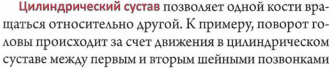 Цилиндрический сустав позволяет одной кости вра-
щаться относительно другой. К примеру, поворот го-
ловы происходит за счет движения в цилиндрическом
суставе между первым и вторым шейными позвонками